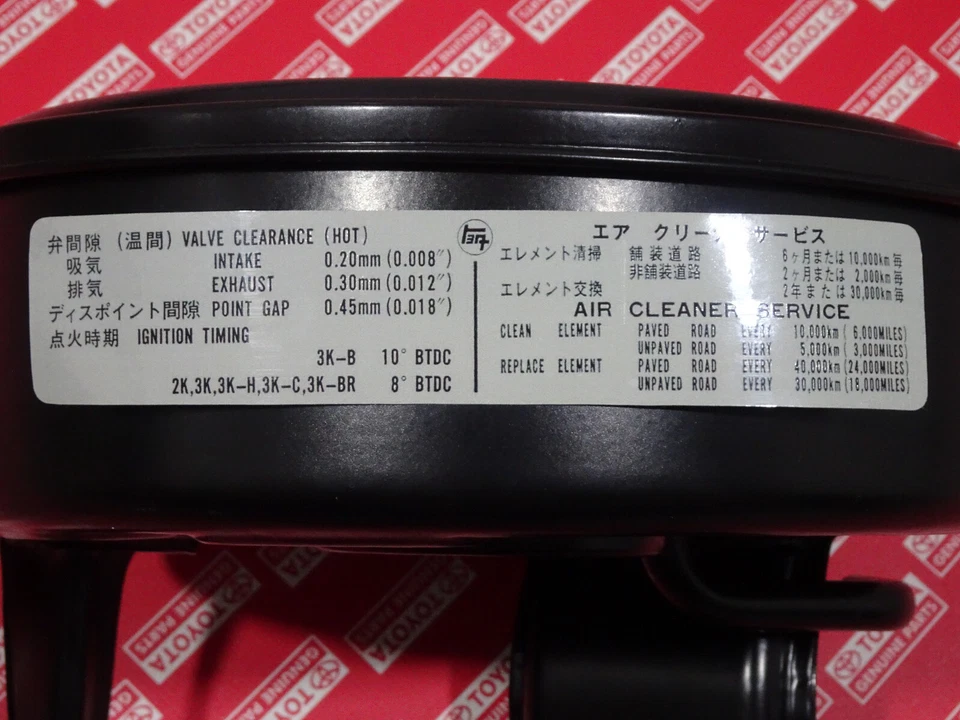 弁間隙 (温間) VALVE CLEARANCE (HOT)
吸気 INTAKE 0.20mm (0.008″)
排気 EXHAUST 0.30mm (0.012″)
ディスポイント間隙 POINT GAP 0.45mm (0.018″)
点火時期 IGNITION TIMING
3K-B 10° BTDC
2K,3K,3K-H,3K-C,3K-BR 8° BTDC
トヨタ
エア クリーナ サービス
エレメント清掃 舗装道路 6ヶ月または10,000km毎
非舗装道路 2ヶ月または 2,000km毎
エレメント交換 2年または30,000km毎
AIR CLEANER SERVICE
CLEAN ELEMENT PAVED ROAD EVERY 10,000km (6,000MILES)
UNPAVED ROAD EVERY 5,000km (3,000MILES)
REPLACE ELEMENT PAVED ROAD EVERY 40,000km (24,000MILES)
UNPAVED ROAD EVERY 30,000km (18,000MILES)
TOYOTA
GENUINE PARTS